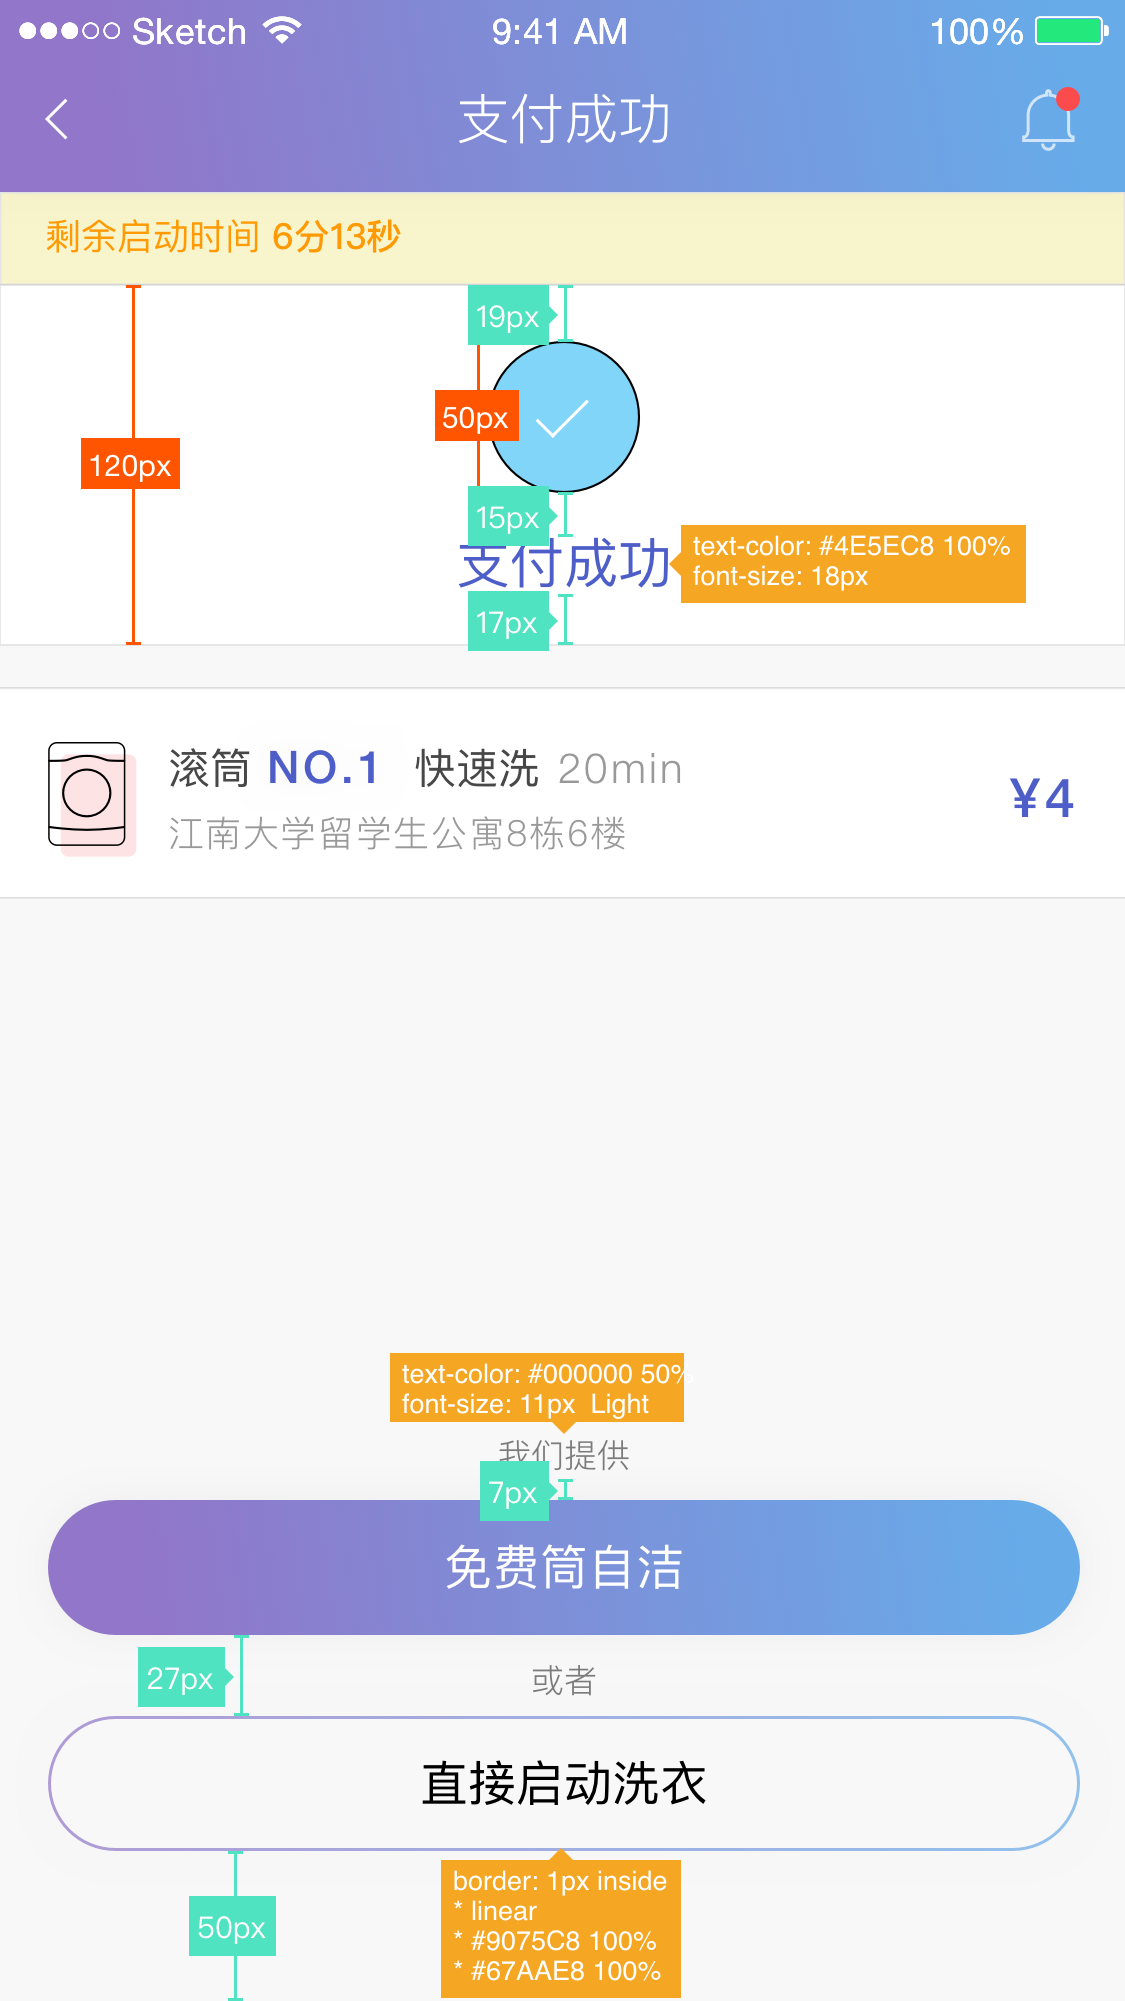 Sketch 9:41 AM 100%
支付成功
剩余启动时间 6分13秒
19px
50px
120px
15px
支付成功
text-color: #4E5EC8 100%
font-size: 18px
17px
滚筒 NO.1 快速洗 20min
江南大学留学生公寓8栋6楼
¥4
text-color: #000000 50%
font-size: 11px Light
我们提供
7px
免费筒自洁
27px
或者
直接启动洗衣
50px
border: 1px inside
* linear
* #9075C8 100%
* #67AAE8 100%